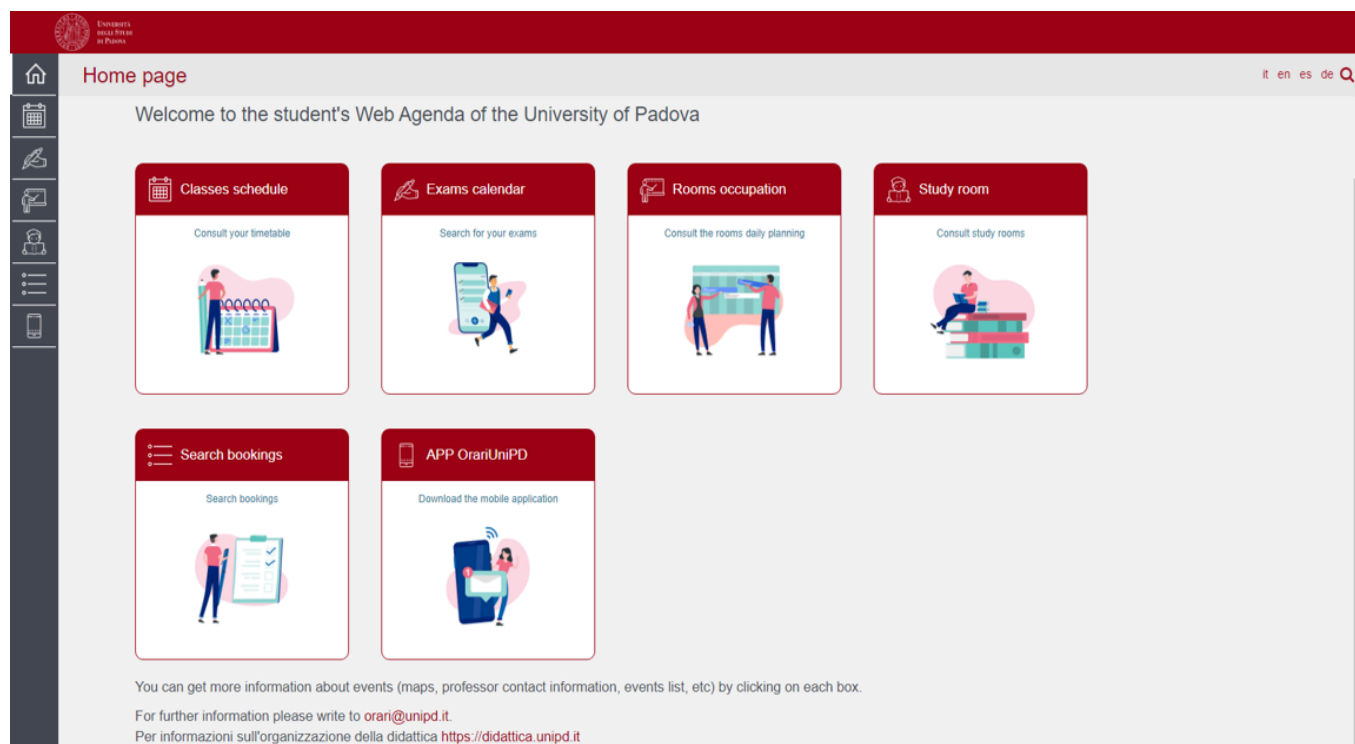 UNIVERSITÀ
DEGLI STUDI
DI PADOVA
Home page
it en es de
Welcome to the student's Web Agenda of the University of Padova
Classes schedule
Exams calendar
Rooms occupation
Study room
Consult your timetable
Search for your exams
Consult the rooms daily planning
Consult study rooms
Search bookings
APP OrariUniPD
Search bookings
Download the mobile application
You can get more information about events (maps, professor contact information, events list, etc) by clicking on each box.
For further information please write to orari@unipd.it.
Per informazioni sull'organizzazione della didattica https://didattica.unipd.it